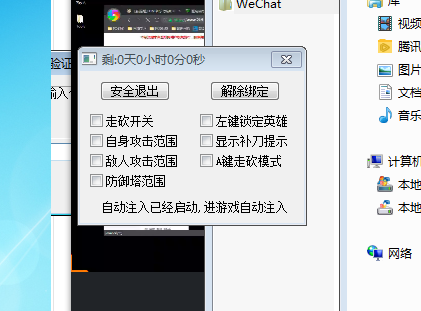 WeChat
库
视频
腾讯
图片
文档
音乐
计算机
本地
本地
网络
验证
输入
剩:0天0小时0分0秒
安全退出
解除绑定
走砍开关
左键锁定英雄
自身攻击范围
显示补刀提示
敌人攻击范围
A键走砍模式
防御塔范围
自动注入已经启动, 进游戏自动注入